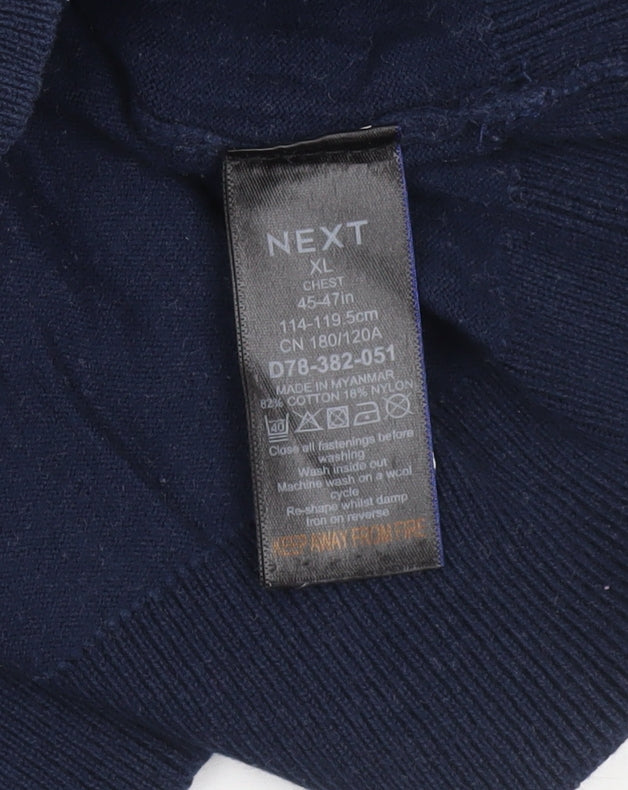 NEXT
XL
CHEST
45-47in
114-119.5cm
CN 180/120A
D78-382-051
MADE IN MYANMAR
82% COTTON 18% NYLON
40
Close all fastenings before
washing
Wash inside out
Machine wash on a wool
cycle
Re-shape whilst damp
Iron on reverse
KEEP AWAY FROM FIRE